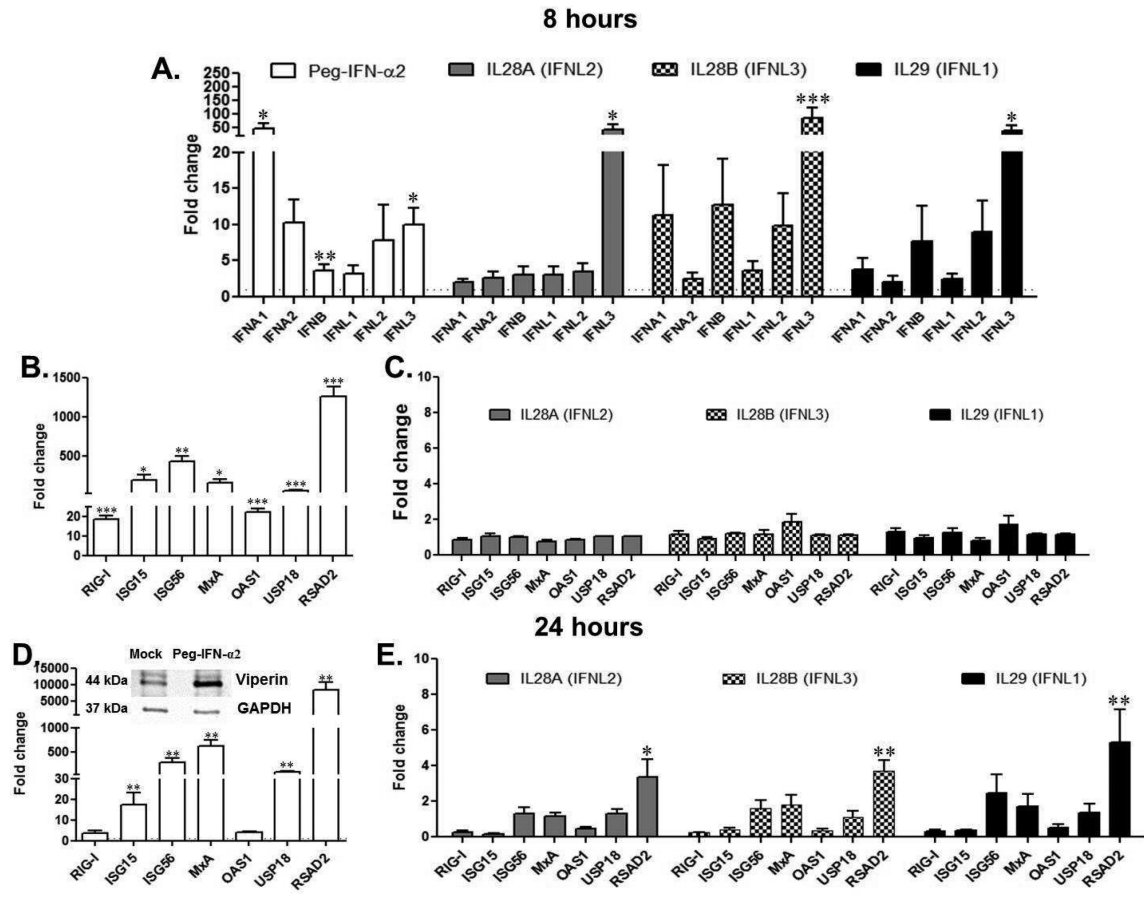 8 hours
A.
Peg-IFN-α2 IL28A (IFNL2) IL28B (IFNL3) IL29 (IFNL1)
Fold change
250
200
150
100
50
20
15
10
5
0
* ** * * *** *
IFNA1 IFNA2 IFNB IFNL1 IFNL2 IFNL3 IFNA1 IFNA2 IFNB IFNL1 IFNL2 IFNL3 IFNA1 IFNA2 IFNB IFNL1 IFNL2 IFNL3 IFNA1 IFNA2 IFNB IFNL1 IFNL2 IFNL3
B.
Fold change
1500
1000
500
20
10
0
*** * ** * *** *** ***
RIG-I ISG15 ISG56 MxA OAS1 USP18 RSAD2
C.
Fold change
10
8
6
4
2
0
IL28A (IFNL2) IL28B (IFNL3) IL29 (IFNL1)
RIG-I ISG15 ISG56 MxA OAS1 USP18 RSAD2 RIG-I ISG15 ISG56 MxA OAS1 USP18 RSAD2 RIG-I ISG15 ISG56 MxA OAS1 USP18 RSAD2
24 hours
D.
Mock Peg-IFN-α2
44 kDa Viperin
37 kDa GAPDH
Fold change
15000
10000
5000
1000
500
30
20
10
0
** ** ** ** **
RIG-I ISG15 ISG56 MxA OAS1 USP18 RSAD2
E.
Fold change
10
8
6
4
2
0
IL28A (IFNL2) IL28B (IFNL3) IL29 (IFNL1)
* ** **
RIG-I ISG15 ISG56 MxA OAS1 USP18 RSAD2 RIG-I ISG15 ISG56 MxA OAS1 USP18 RSAD2 RIG-I ISG15 ISG56 MxA OAS1 USP18 RSAD2